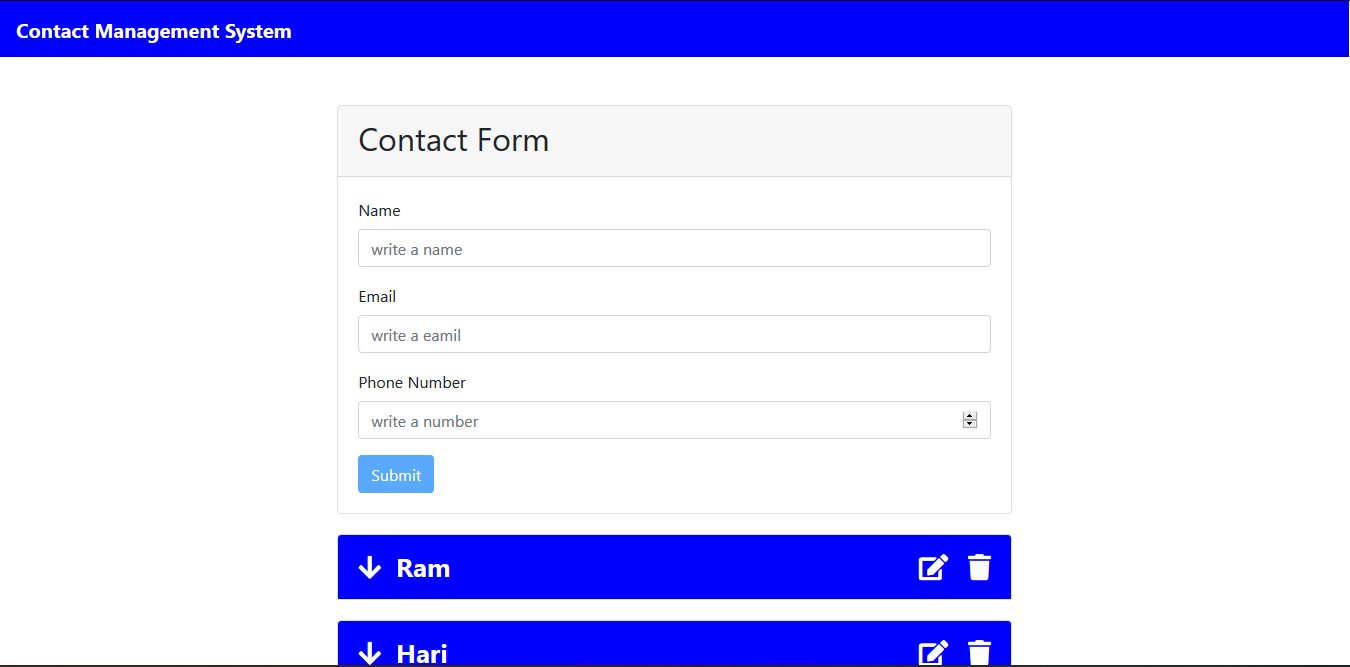 Contact Management System
Contact Form
Name
write a name
Email
write a eamil
Phone Number
write a number
Submit
Ram
Hari